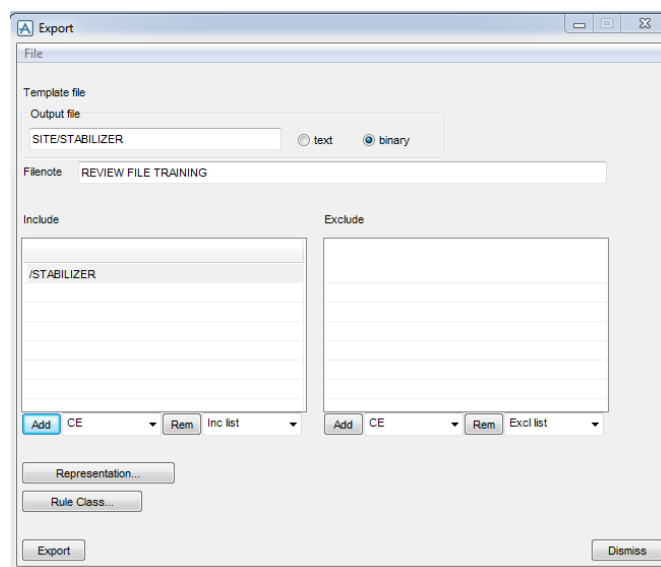 Export
File
Template file
Output file
SITE/STABILIZER
text
binary
Filenote
REVIEW FILE TRAINING
Include
Exclude
/STABILIZER
Add
CE
Rem
Inc list
Add
CE
Rem
Excl list
Representation...
Rule Class...
Export
Dismiss